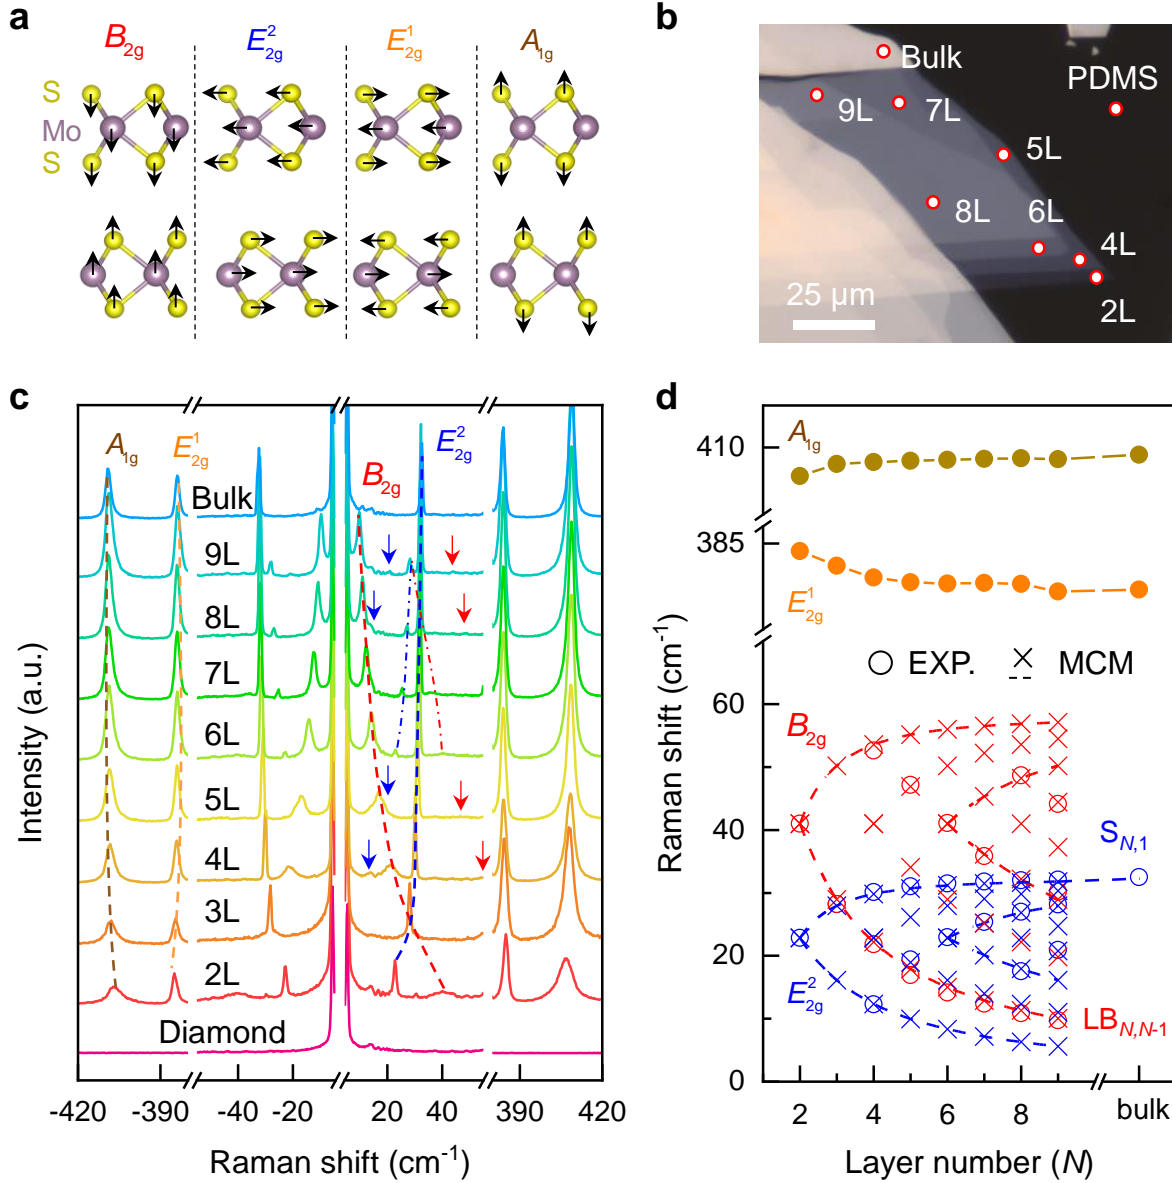 a
B2g E²2g E¹2g A1g
S
Mo
S
b
Bulk
PDMS
9L 7L
5L
8L 6L
4L
2L
25 μm
c
A1g E¹2g B2g E²2g
Bulk
9L
8L
7L
6L
5L
4L
3L
2L
Diamond
Intensity (a.u.)
-420 -390 -40 -20 20 40 390 420
Raman shift (cm⁻¹)
d
A1g
410
385
E¹2g
EXP. MCM
60
B2g
40
S_N,1
20
E²2g
LB_N,N-1
0
2 4 6 8 bulk
Raman shift (cm⁻¹)
Layer number (N)